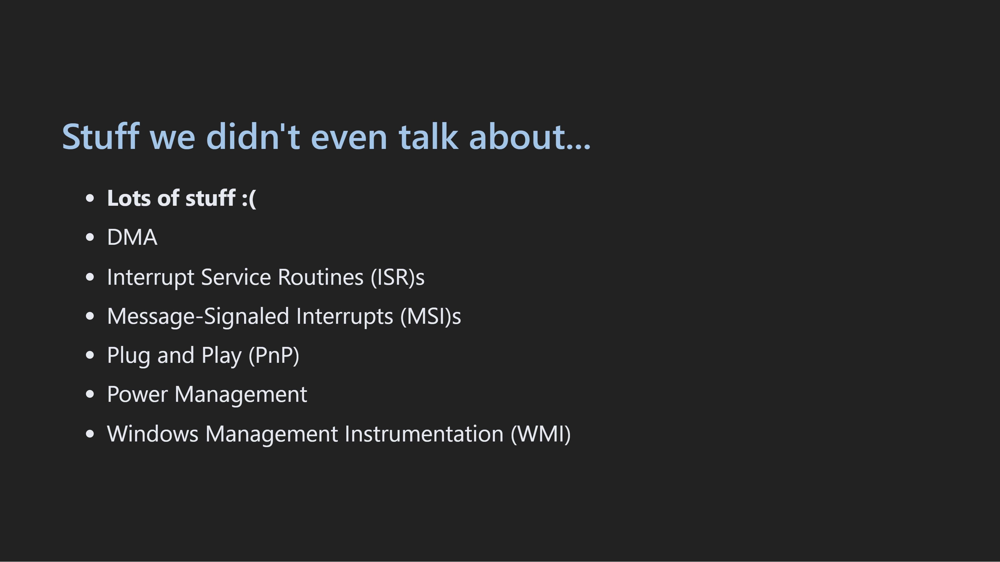 Stuff we didn't even talk about...
• Lots of stuff :(
• DMA
• Interrupt Service Routines (ISR)s
• Message-Signaled Interrupts (MSI)s
• Plug and Play (PnP)
• Power Management
• Windows Management Instrumentation (WMI)